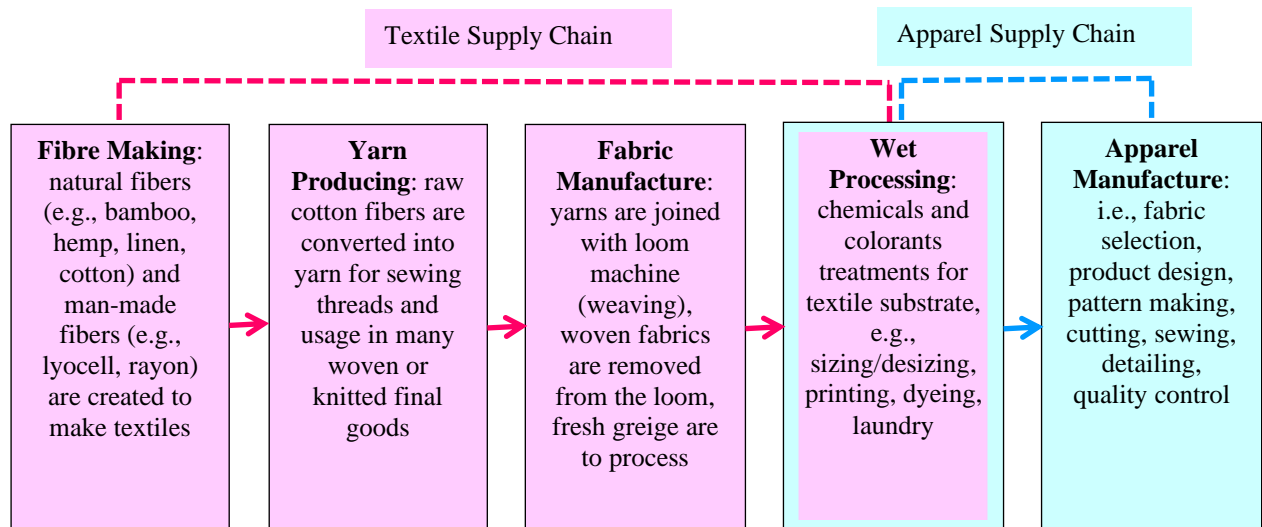 Textile Supply Chain
Apparel Supply Chain
Fibre Making:
natural fibers
(e.g., bamboo,
hemp, linen,
cotton) and
man-made
fibers (e.g.,
lyocell, rayon)
are created to
make textiles
Yarn
Producing: raw
cotton fibers are
converted into
yarn for sewing
threads and
usage in many
woven or
knitted final
goods
Fabric
Manufacture:
yarns are joined
with loom
machine
(weaving),
woven fabrics
are removed
from the loom,
fresh greige are
to process
Wet
Processing:
chemicals and
colorants
treatments for
textile substrate,
e.g.,
sizing/desizing,
printing, dyeing,
laundry
Apparel
Manufacture:
i.e., fabric
selection,
product design,
pattern making,
cutting, sewing,
detailing,
quality control